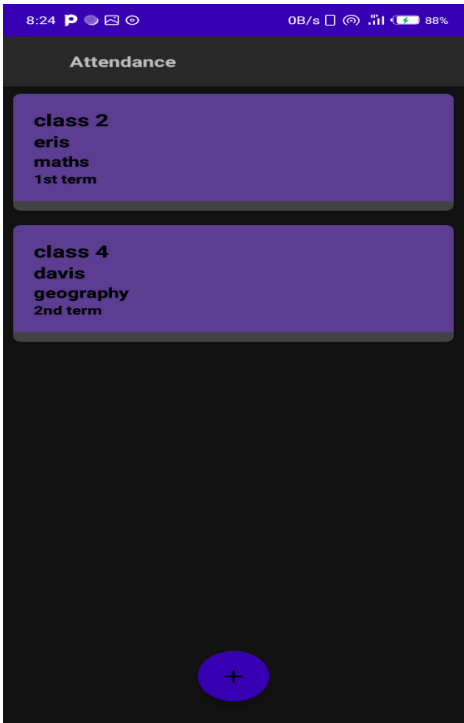 8:24
0B/s 88%
Attendance
class 2
eris
maths
1st term
class 4
davis
geography
2nd term
+